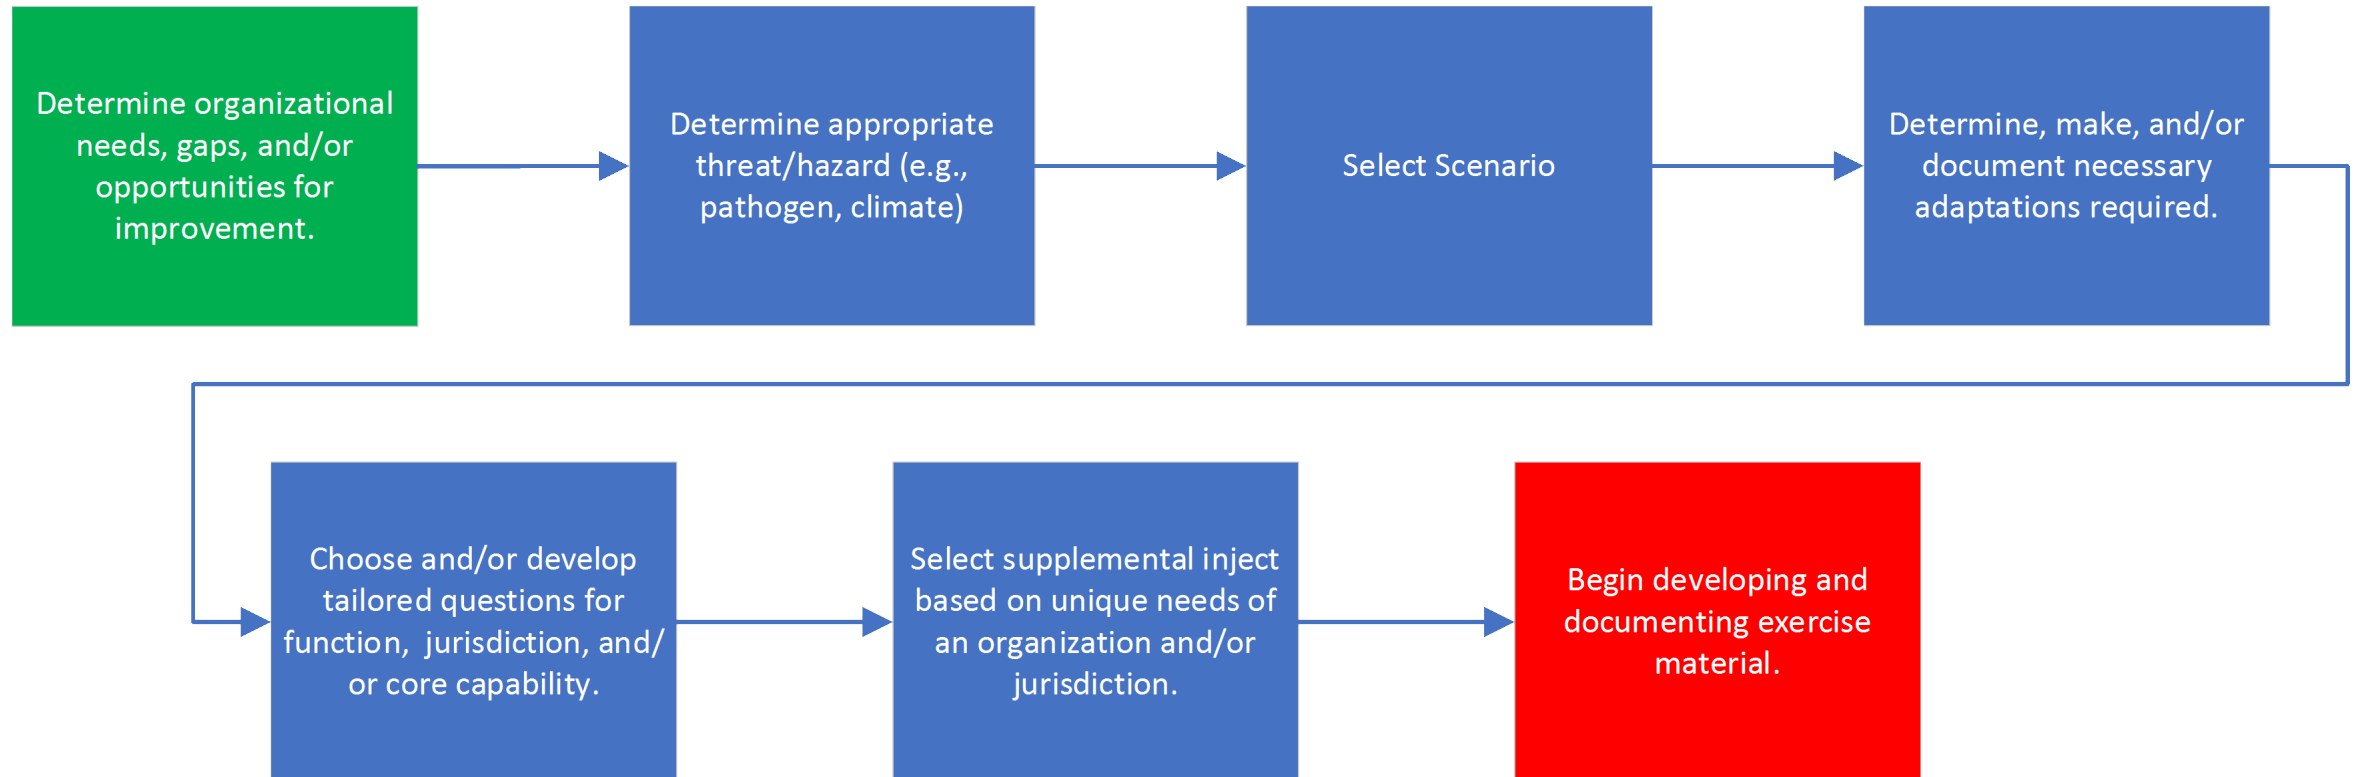 Determine organizational
needs, gaps, and/or
opportunities for
improvement.
Determine appropriate
threat/hazard (e.g.,
pathogen, climate)
Select Scenario
Determine, make, and/or
document necessary
adaptations required.
Choose and/or develop
tailored questions for
function,  jurisdiction, and/
or core capability.
Select supplemental inject
based on unique needs of
an organization and/or
jurisdiction.
Begin developing and
documenting exercise
material.